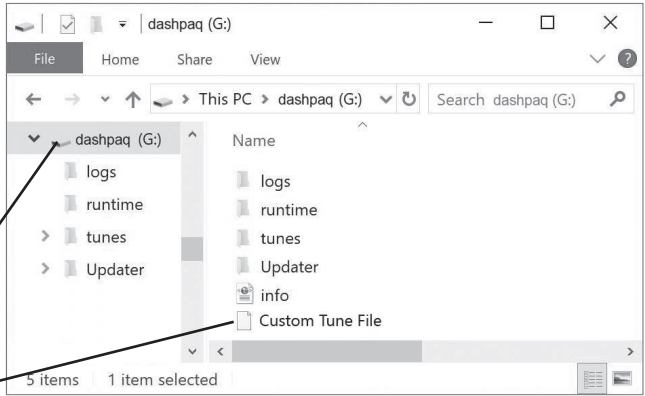 dashpaq (G:)
File Home Share View ?
This PC > dashpaq (G:) Search dashpaq (G:)
dashpaq (G:)
logs
runtime
tunes
Updater
Name
logs
runtime
tunes
Updater
info
Custom Tune File
5 items 1 item selected